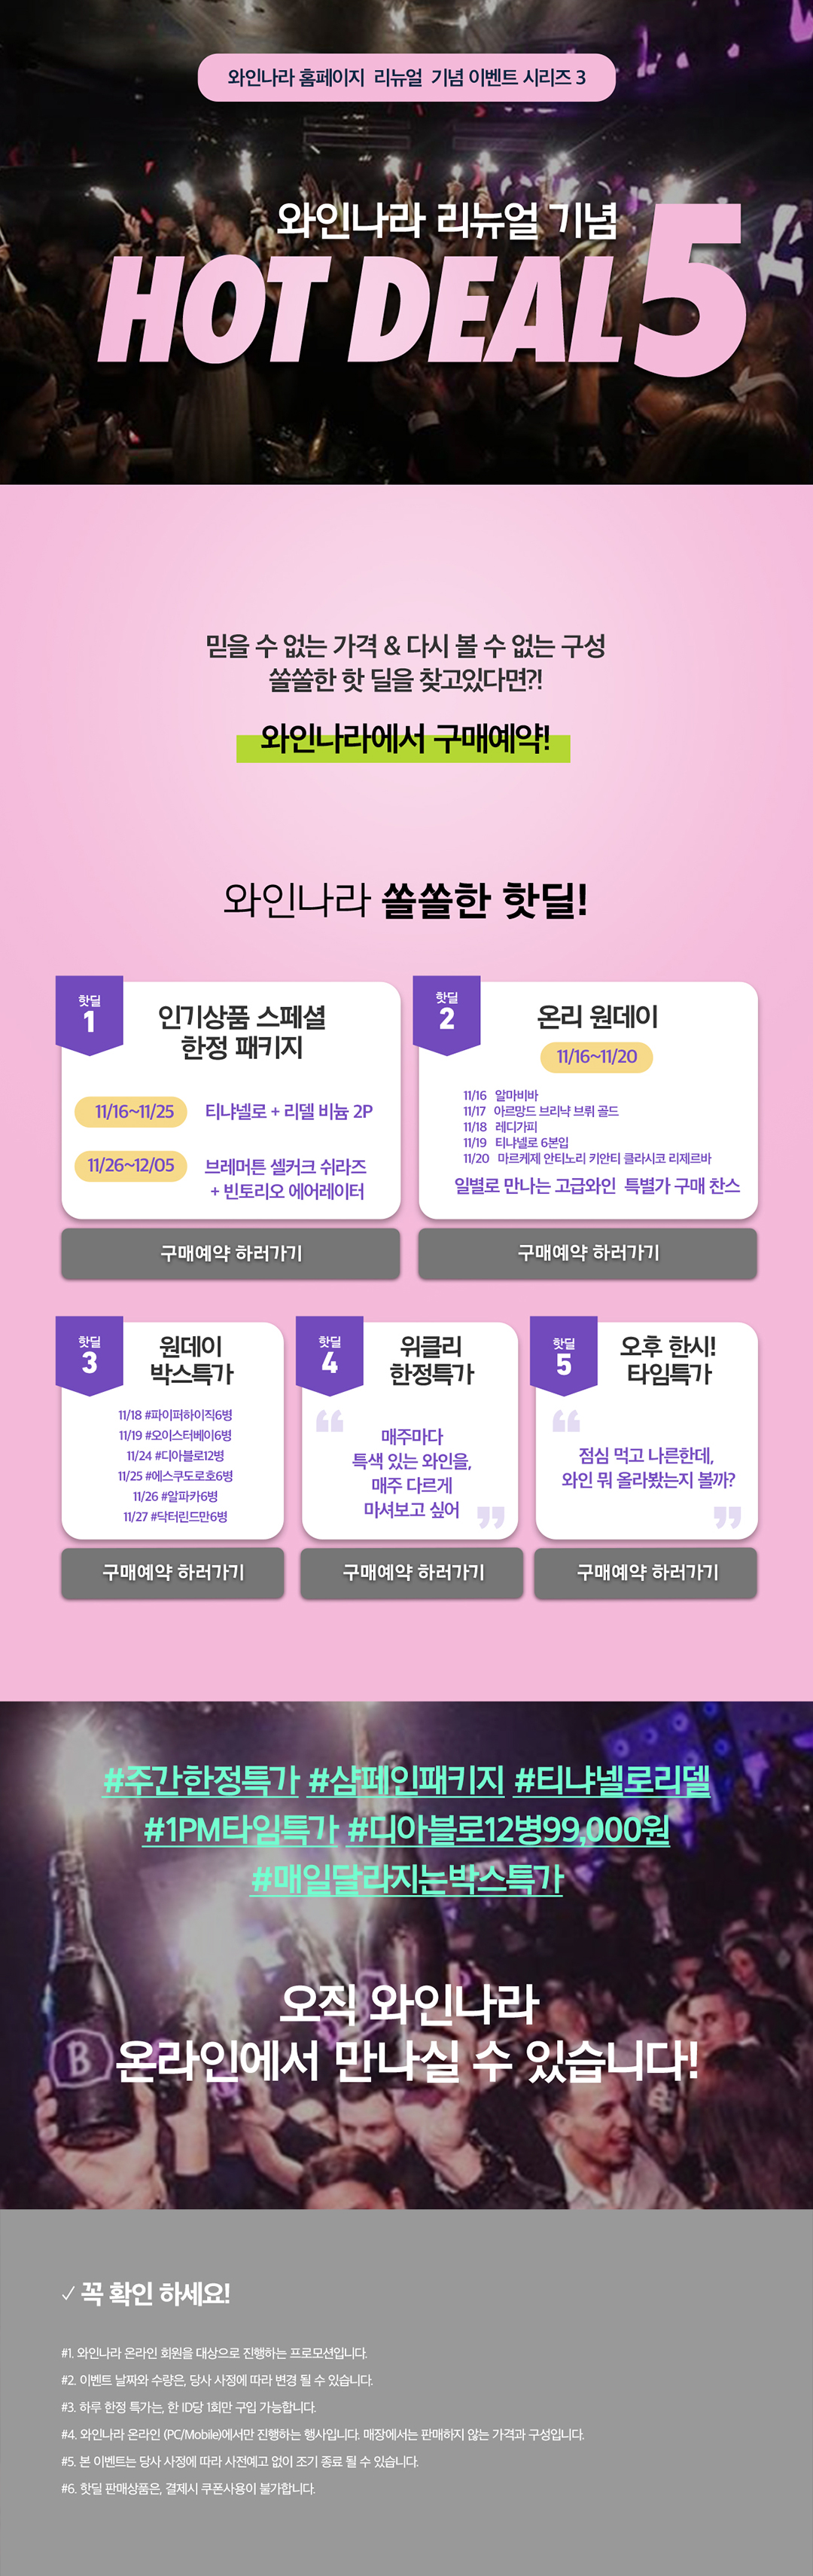 와인나라 홈페이지 리뉴얼 기념 이벤트 시리즈 3
와인나라 리뉴얼 기념
HOT DEAL 5
믿을 수 없는 가격 & 다시 볼 수 없는 구성
쏠쏠한 핫 딜을 찾고있다면?!
와인나라에서 구매예약!
와인나라 쏠쏠한 핫딜!
핫딜
1
인기상품 스페셜
한정 패키지
11/16~11/25 티냐넬로 + 리델 비늄 2P
11/26~12/05 브레머튼 셀커크 쉬라즈
+ 빈토리오 에어레이터
구매예약 하러가기
핫딜
2
온리 원데이
11/16~11/20
11/16 알마비바
11/17 아르망드 브리냑 브뤼 골드
11/18 레디가피
11/19 티냐넬로 6본입
11/20 마르케제 안티노리 키안티 클라시코 리제르바
일별로 만나는 고급와인 특별가 구매 찬스
구매예약 하러가기
핫딜
3
원데이
박스특가
11/18 #파이퍼하이직6병
11/19 #오이스터베이6병
11/24 #디아블로12병
11/25 #에스쿠도로호6병
11/26 #알파카6병
11/27 #닥터린드만6병
구매예약 하러가기
핫딜
4
위클리
한정특가
“
매주마다
특색 있는 와인을,
매주 다르게
마셔보고 싶어
”
구매예약 하러가기
핫딜
5
오후 한시!
타임특가
“
점심 먹고 나른한데,
와인 뭐 올라봤는지 볼까?
”
구매예약 하러가기
#주간한정특가 #샴페인패키지 #티냐넬로리델
#1PM타임특가 #디아블로12병99,000원
#매일달라지는박스특가
오직 와인나라
온라인에서 만나실 수 있습니다!
B
✓ 꼭 확인 하세요!
#1. 와인나라 온라인 회원을 대상으로 진행하는 프로모션입니다.
#2. 이벤트 날짜와 수량은, 당사 사정에 따라 변경 될 수 있습니다.
#3. 하루 한정 특가는, 한 ID당 1회만 구입 가능합니다.
#4. 와인나라 온라인 (PC/Mobile)에서만 진행하는 행사입니다. 매장에서는 판매하지 않는 가격과 구성입니다.
#5. 본 이벤트는 당사 사정에 따라 사전예고 없이 조기 종료 될 수 있습니다.
#6. 핫딜 판매상품은, 결제시 쿠폰사용이 불가합니다.